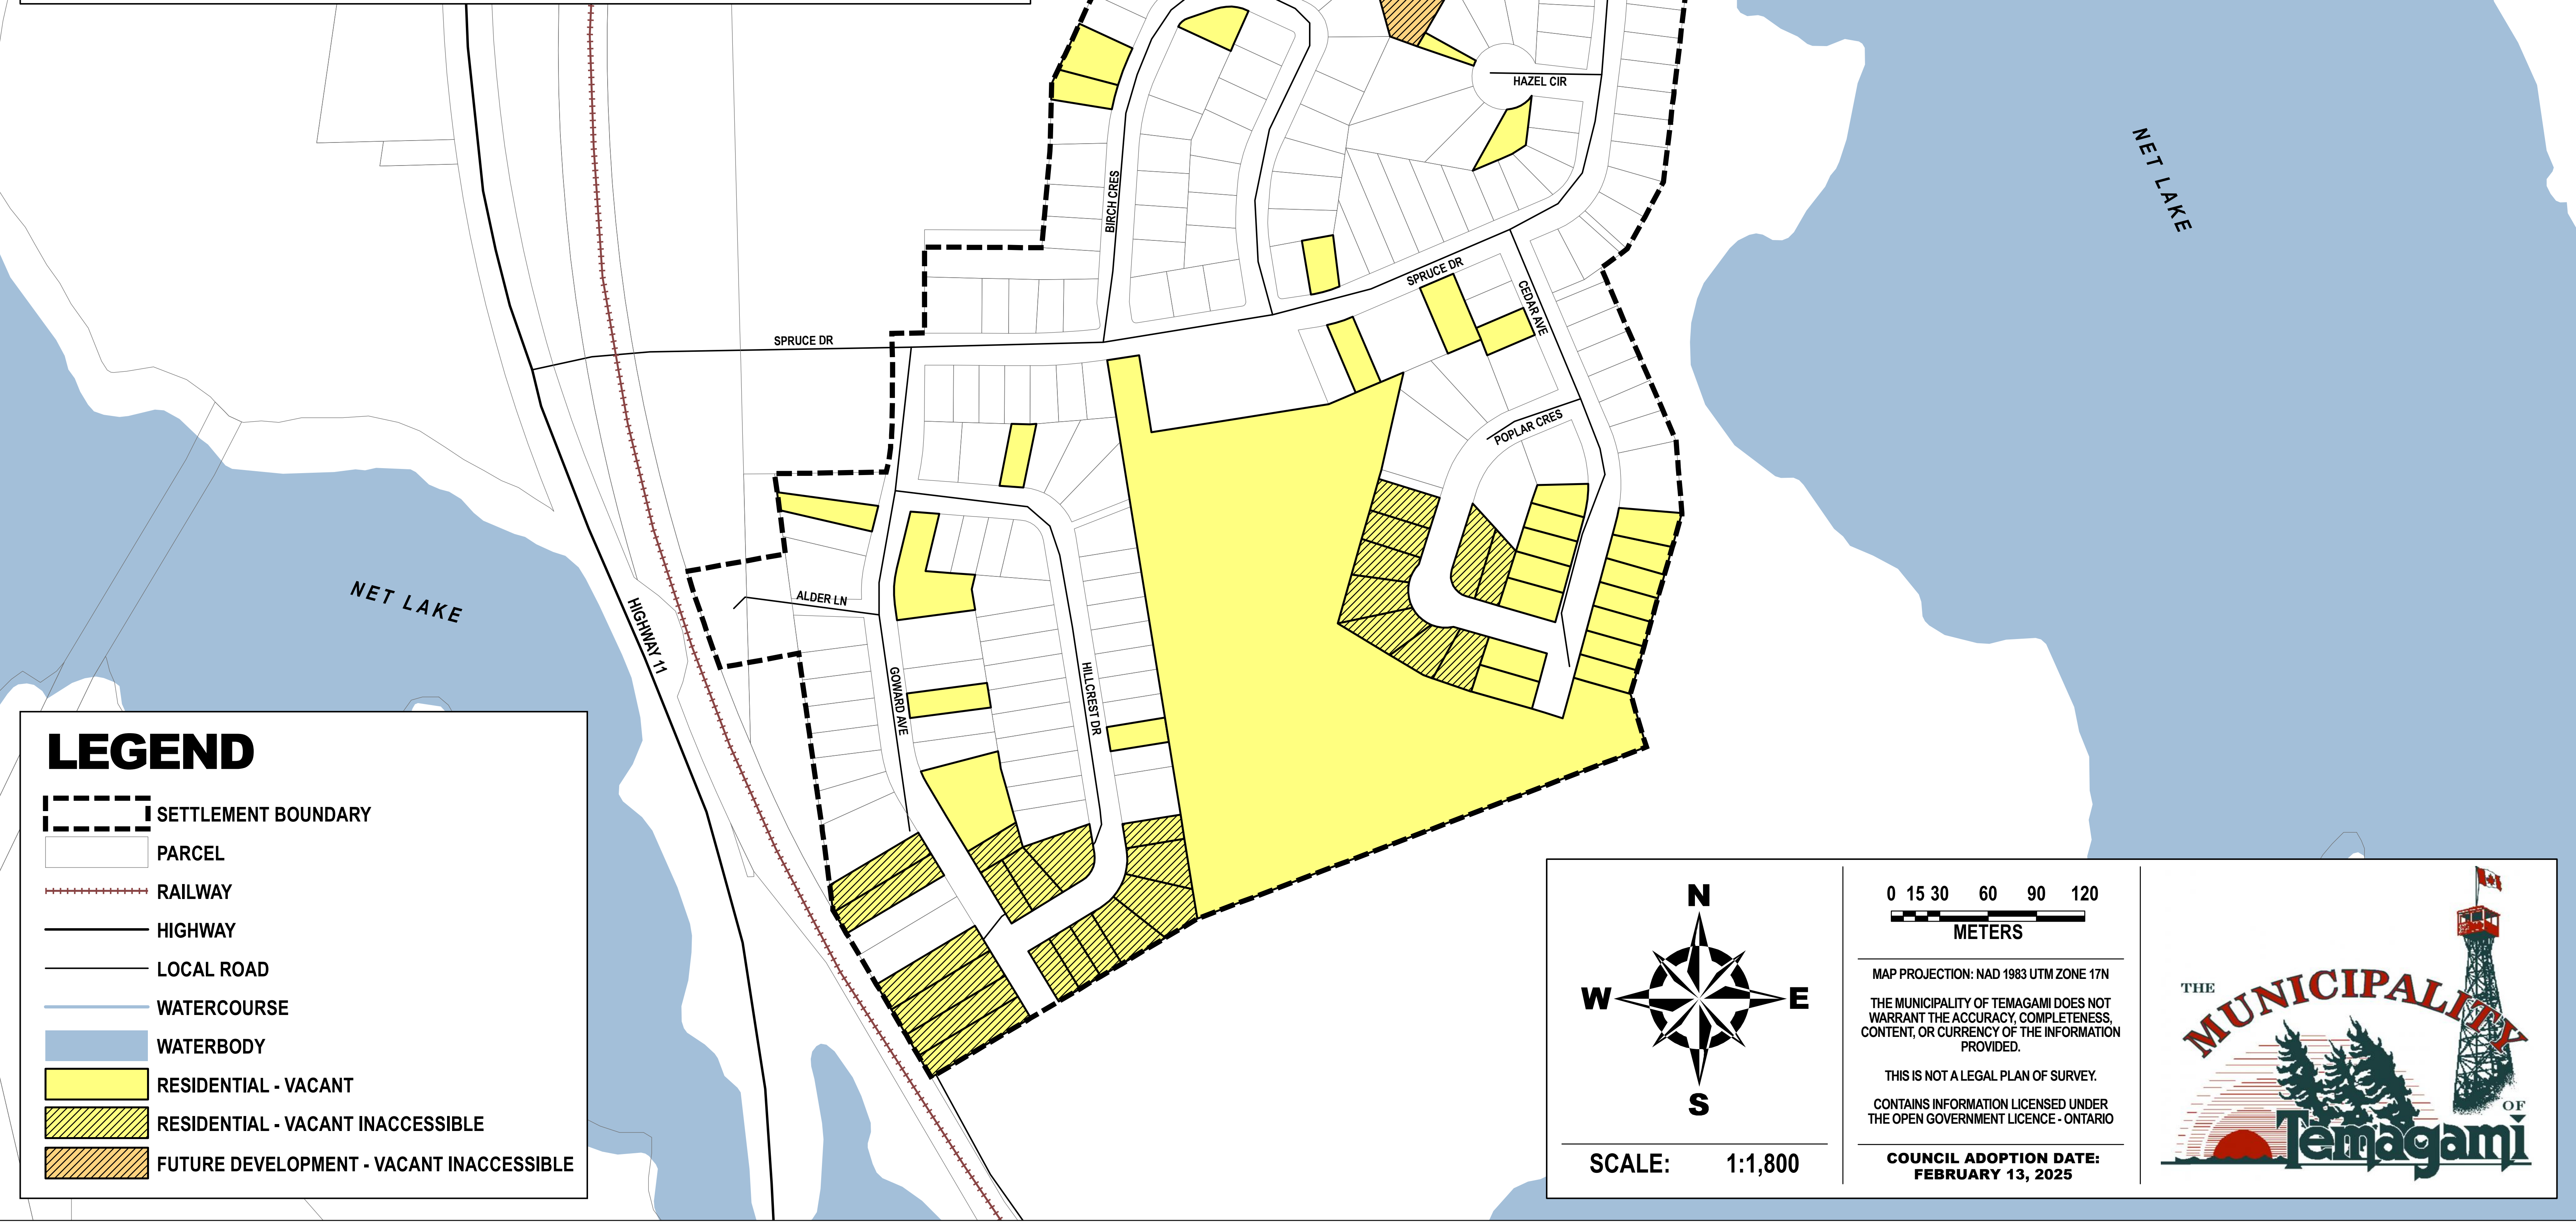 HAZEL CIR
NET LAKE
BIRCH CRES
SPRUCE DR
CEDAR AVE
SPRUCE DR
POPLAR CRES
NET LAKE
HIGHWAY 11
ALDER LN
GOWARD AVE
HILLCREST DR
LEGEND
SETTLEMENT BOUNDARY
PARCEL
RAILWAY
HIGHWAY
LOCAL ROAD
WATERCOURSE
WATERBODY
RESIDENTIAL - VACANT
RESIDENTIAL - VACANT INACCESSIBLE
FUTURE DEVELOPMENT - VACANT INACCESSIBLE
N
W E
S
SCALE: 1:1,800
0 15 30 60 90 120
METERS
MAP PROJECTION: NAD 1983 UTM ZONE 17N
THE MUNICIPALITY OF TEMAGAMI DOES NOT
WARRANT THE ACCURACY, COMPLETENESS,
CONTENT, OR CURRENCY OF THE INFORMATION
PROVIDED.
THIS IS NOT A LEGAL PLAN OF SURVEY.
CONTAINS INFORMATION LICENSED UNDER
THE OPEN GOVERNMENT LICENCE - ONTARIO
COUNCIL ADOPTION DATE:
FEBRUARY 13, 2025
THE
MUNICIPALITY
OF
Temagami